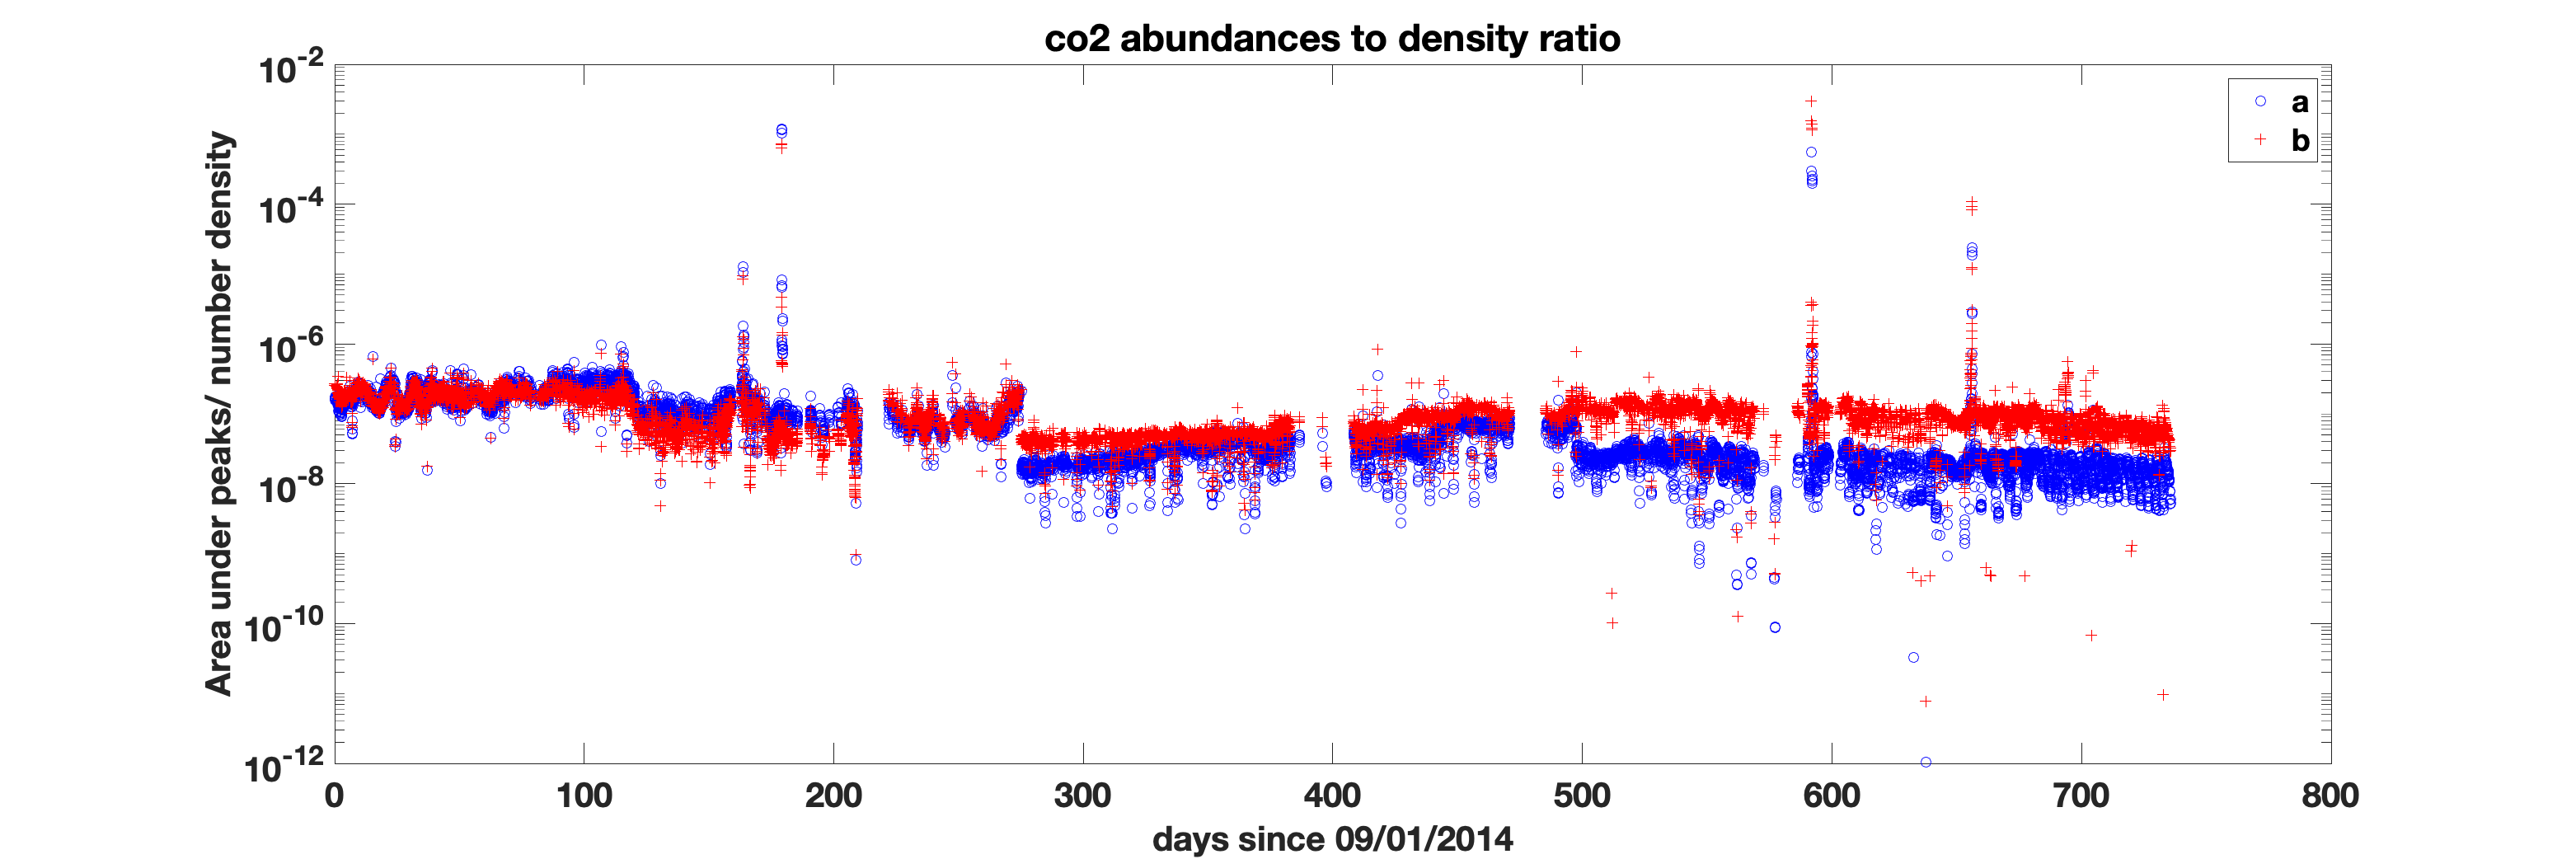 co2 abundances to density ratio
Area under peaks/ number density
10-2
10-4
10-6
10-8
10-10
10-12
a
b
0 100 200 300 400 500 600 700 800
days since 09/01/2014